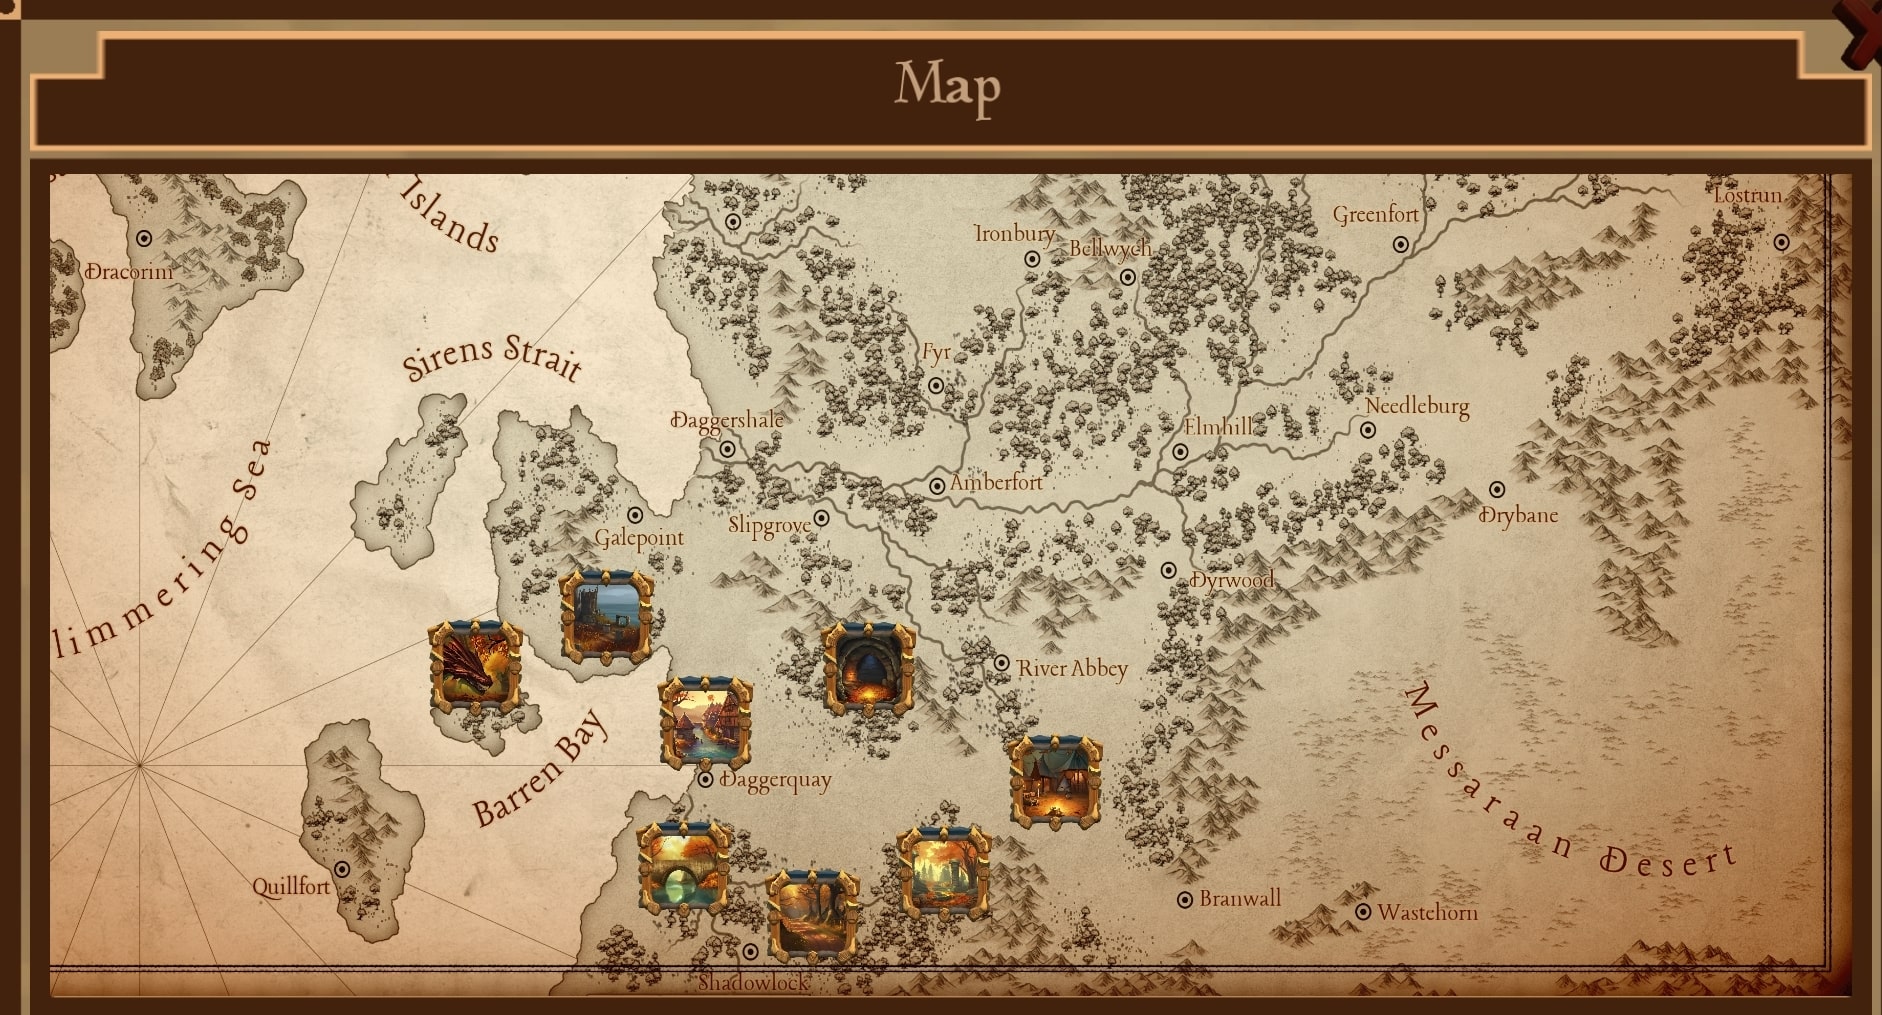 Map
Islands
Lostrun
Greenfort
Ironbury
Bellwych
Dracorim
Sirens Strait
Fyr
Needleburg
Daggershale
Elmhill
Amberfort
Drybane
Slipgrove
Galepoint
limmering Sea
Dyrwood
River Abbey
Barren Bay
Daggerquay
Messaraan Desert
Quillfort
Branwall
Wastehorn
Shadowlock